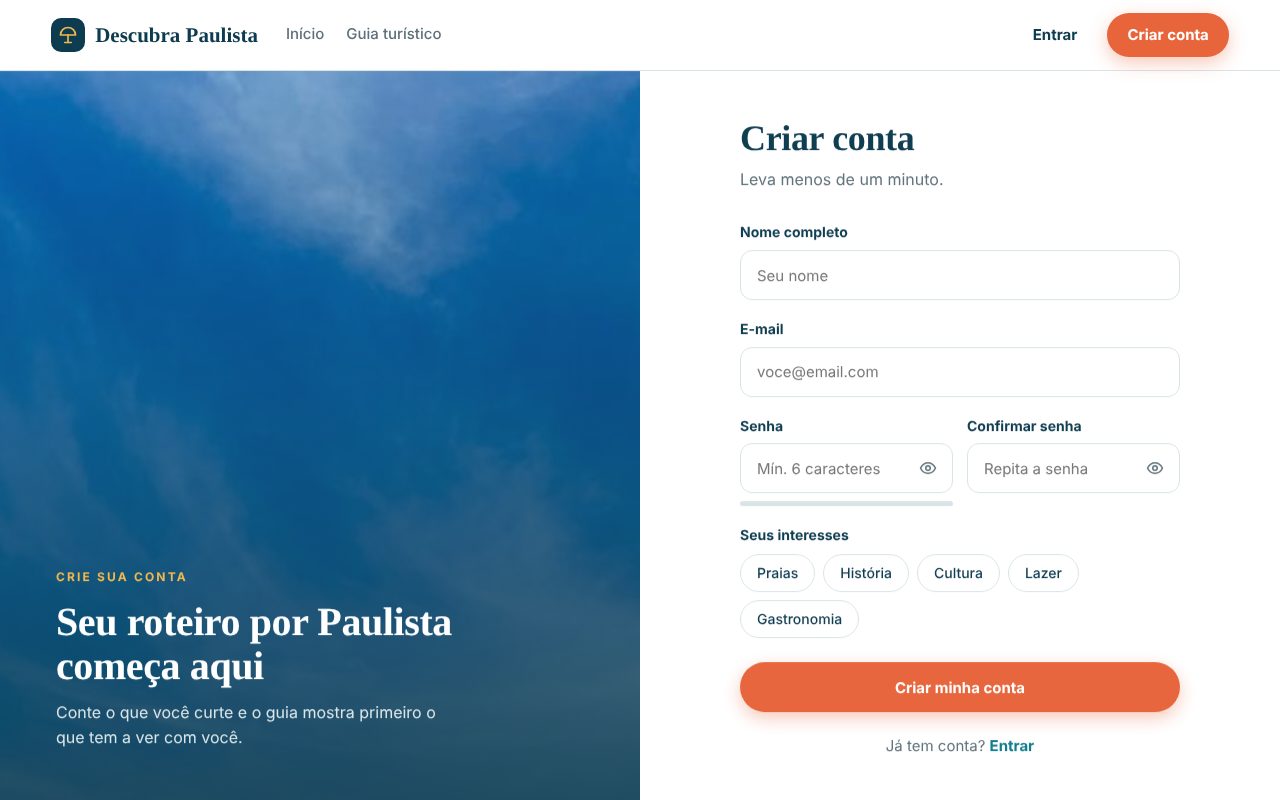 Descubra Paulista
Início
Guia turístico
Entrar
Criar conta
CRIE SUA CONTA
Seu roteiro por Paulista
começa aqui
Conte o que você curte e o guia mostra primeiro o
que tem a ver com você.
Criar conta
Leva menos de um minuto.
Nome completo
Seu nome
E-mail
voce@email.com
Senha
Confirmar senha
Mín. 6 caracteres
Repita a senha
Seus interesses
Praias
História
Cultura
Lazer
Gastronomia
Criar minha conta
Já tem conta? Entrar